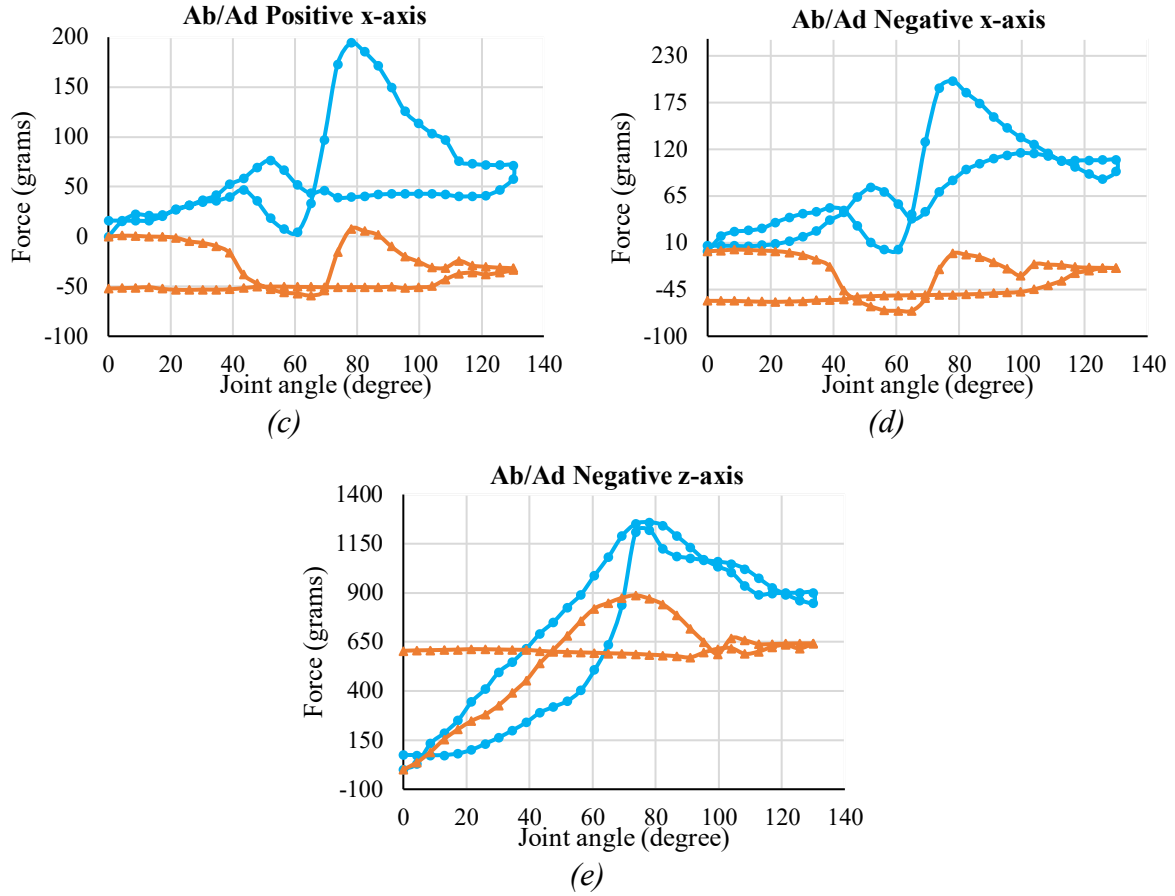 Ab/Ad Positive x-axis
200
150
100
50
0
-50
-100
Force (grams)
0 20 40 60 80 100 120 140
Joint angle (degree)
(c)
Ab/Ad Negative x-axis
230
175
120
65
10
-45
-100
Force (grams)
0 20 40 60 80 100 120 140
Joint angle (degree)
(d)
Ab/Ad Negative z-axis
1400
1150
900
650
400
150
-100
Force (grams)
0 20 40 60 80 100 120 140
Joint angle (degree)
(e)